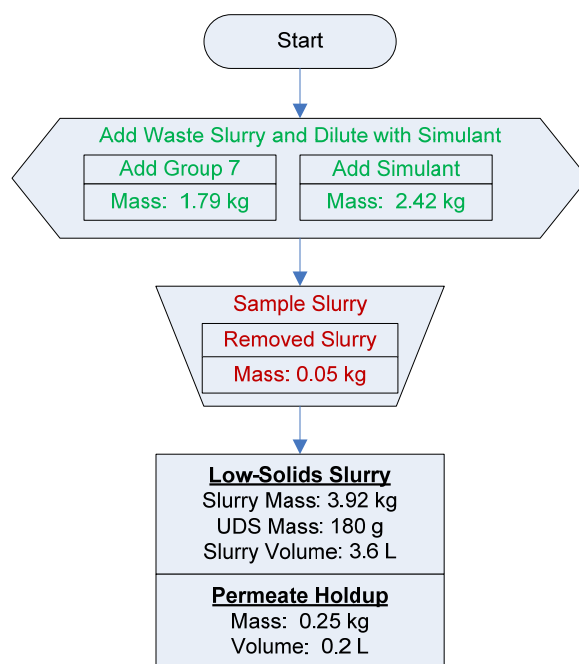 Start
Add Waste Slurry and Dilute with Simulant
Add Group 7
Mass:  1.79 kg
Add Simulant
Mass:  2.42 kg
Sample Slurry
Removed Slurry
Mass: 0.05 kg
Low-Solids Slurry
Slurry Mass: 3.92 kg
UDS Mass: 180 g
Slurry Volume: 3.6 L
Permeate Holdup
Mass:  0.25 kg
Volume: 0.2 L